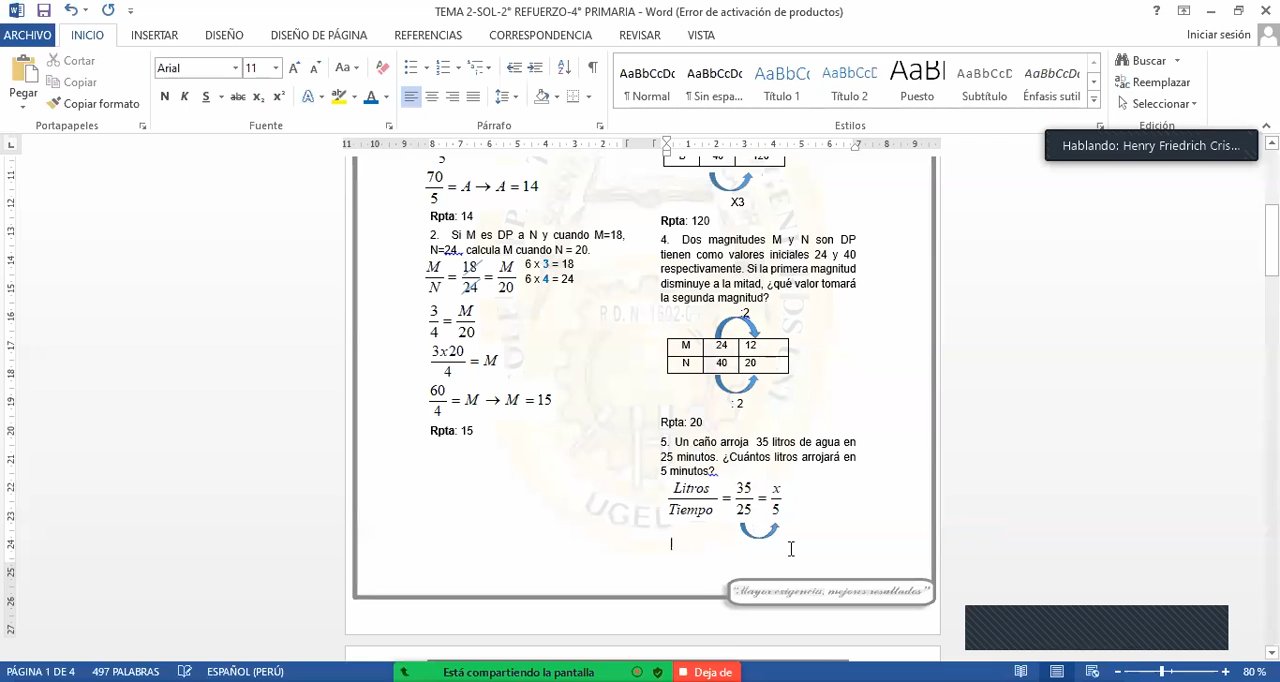 TEMA 2-SOL-2° REFUERZO-4° PRIMARIA - Word (Error de activación de productos)
ARCHIVO INICIO INSERTAR DISEÑO DISEÑO DE PÁGINA REFERENCIAS CORRESPONDENCIA REVISAR VISTA Iniciar sesión
Pegar
Cortar
Copiar
Copiar formato
Portapapeles
Arial 11
N K S abc x₂ x²
Fuente
Párrafo
AaBbCcDc AaBbCcDc AaBbCc AaBbCcD AaBl AaBbCcD AaBbCcDc
¶ Normal ¶ Sin espa... Título 1 Título 2 Puesto Subtítulo Énfasis sutil
Estilos
Buscar
Reemplazar
Seleccionar
Edición
Hablando: Henry Friedrich Cris...
5
70/5 = A → A = 14
Rpta: 14
2. Si M es DP a N y cuando M=18,
N=24, calcula M cuando N = 20.
M/N = 18/24 = M/20
6 x 3 = 18
6 x 4 = 24
3/4 = M/20
3x20/4 = M
60/4 = M → M = 15
Rpta: 15
X3
Rpta: 120
4. Dos magnitudes M y N son DP
tienen como valores iniciales 24 y 40
respectivamente. Si la primera magnitud
disminuye a la mitad, ¿qué valor tomará
la segunda magnitud?
:2
M 24 12
N 40 20
: 2
Rpta: 20
5. Un caño arroja 35 litros de agua en
25 minutos. ¿Cuántos litros arrojará en
5 minutos?
Litros/Tiempo = 35/25 = x/5
UGEL
"Mayor exigencia, mejores resultados"
PÁGINA 1 DE 4 497 PALABRAS ESPAÑOL (PERÚ) Está compartiendo la pantalla Deja de 80 %